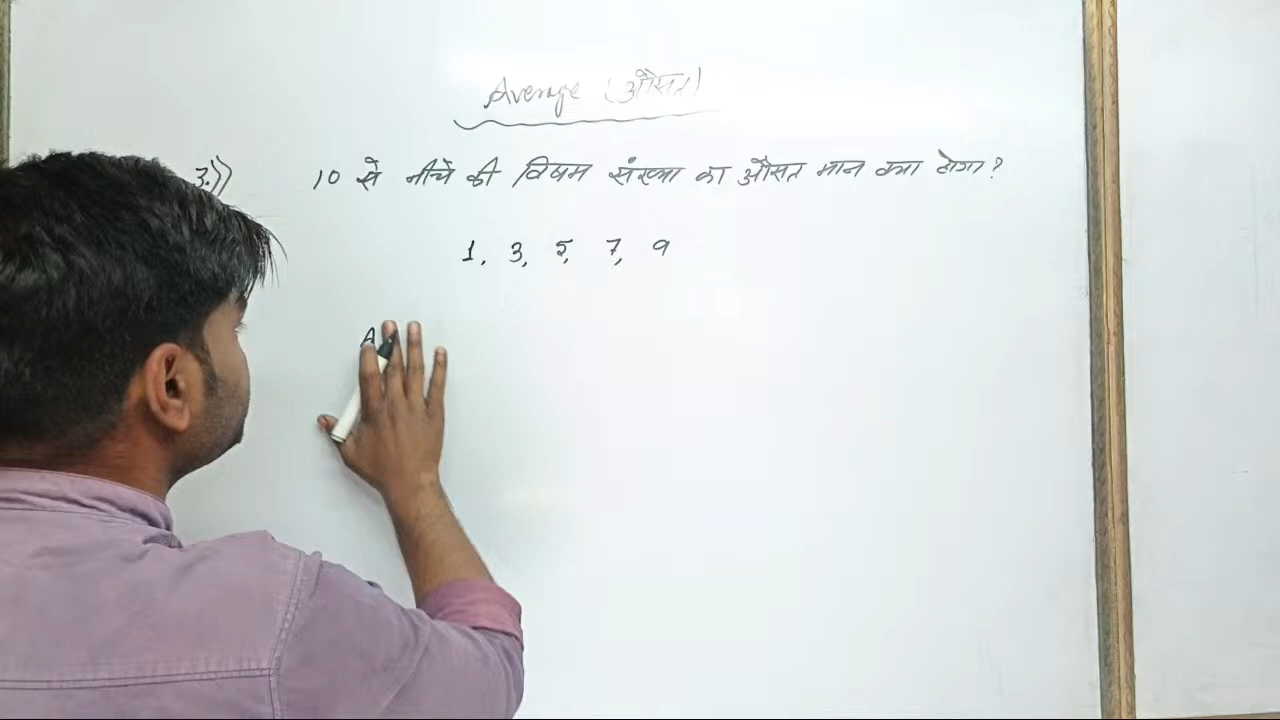 Average (औसत)
3.)) 10 से नीचे की विषम संख्या का औसत मान क्या होगा?
1, 3, 5, 7, 9
A